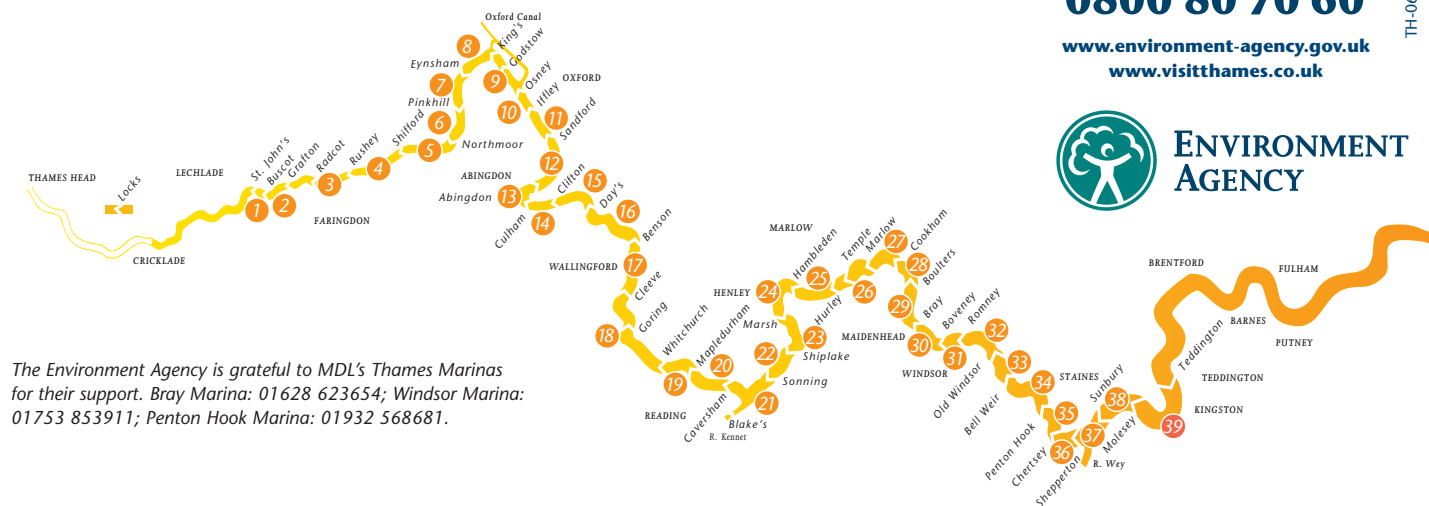 0800 80 70 60
TH-06
www.environment-agency.gov.uk
www.visitthames.co.uk
ENVIRONMENT
AGENCY
THAMES HEAD
Locks
CRICKLADE
LECHLADE
St. John's
Buscot
Grafton
Radcot
Rushey
Shifford
FARINGDON
1
2
3
4
5
6
7
8
Northmoor
Pinkhill
Eynsham
Oxford Canal
King's
Godstow
Osney
Iffley
Sandford
OXFORD
9
10
11
12
ABINGDON
Abingdon
13
Culham
14
Clifton
15
Day's
16
Benson
WALLINGFORD
17
Cleeve
Goring
18
Whitchurch
Mapledurham
19
20
READING
Caversham
Blake's
R. Kennet
21
Sonning
22
Shiplake
23
Marsh
HENLEY
24
Hambleden
25
Hurley
MARLOW
Temple
Marlow
26
27
Cookham
28
Boulters
29
MAIDENHEAD
Bray
30
Boveney
WINDSOR
31
Romney
32
Old Windsor
33
Bell Weir
34
STAINES
Penton Hook
35
Chertsey
36
Shepperton
37
R. Wey
Sunbury
38
Molesey
39
KINGSTON
TEDDINGTON
Teddington
BRENTFORD
BARNES
FULHAM
PUTNEY
The Environment Agency is grateful to MDL's Thames Marinas
for their support. Bray Marina: 01628 623654; Windsor Marina:
01753 853911; Penton Hook Marina: 01932 568681.